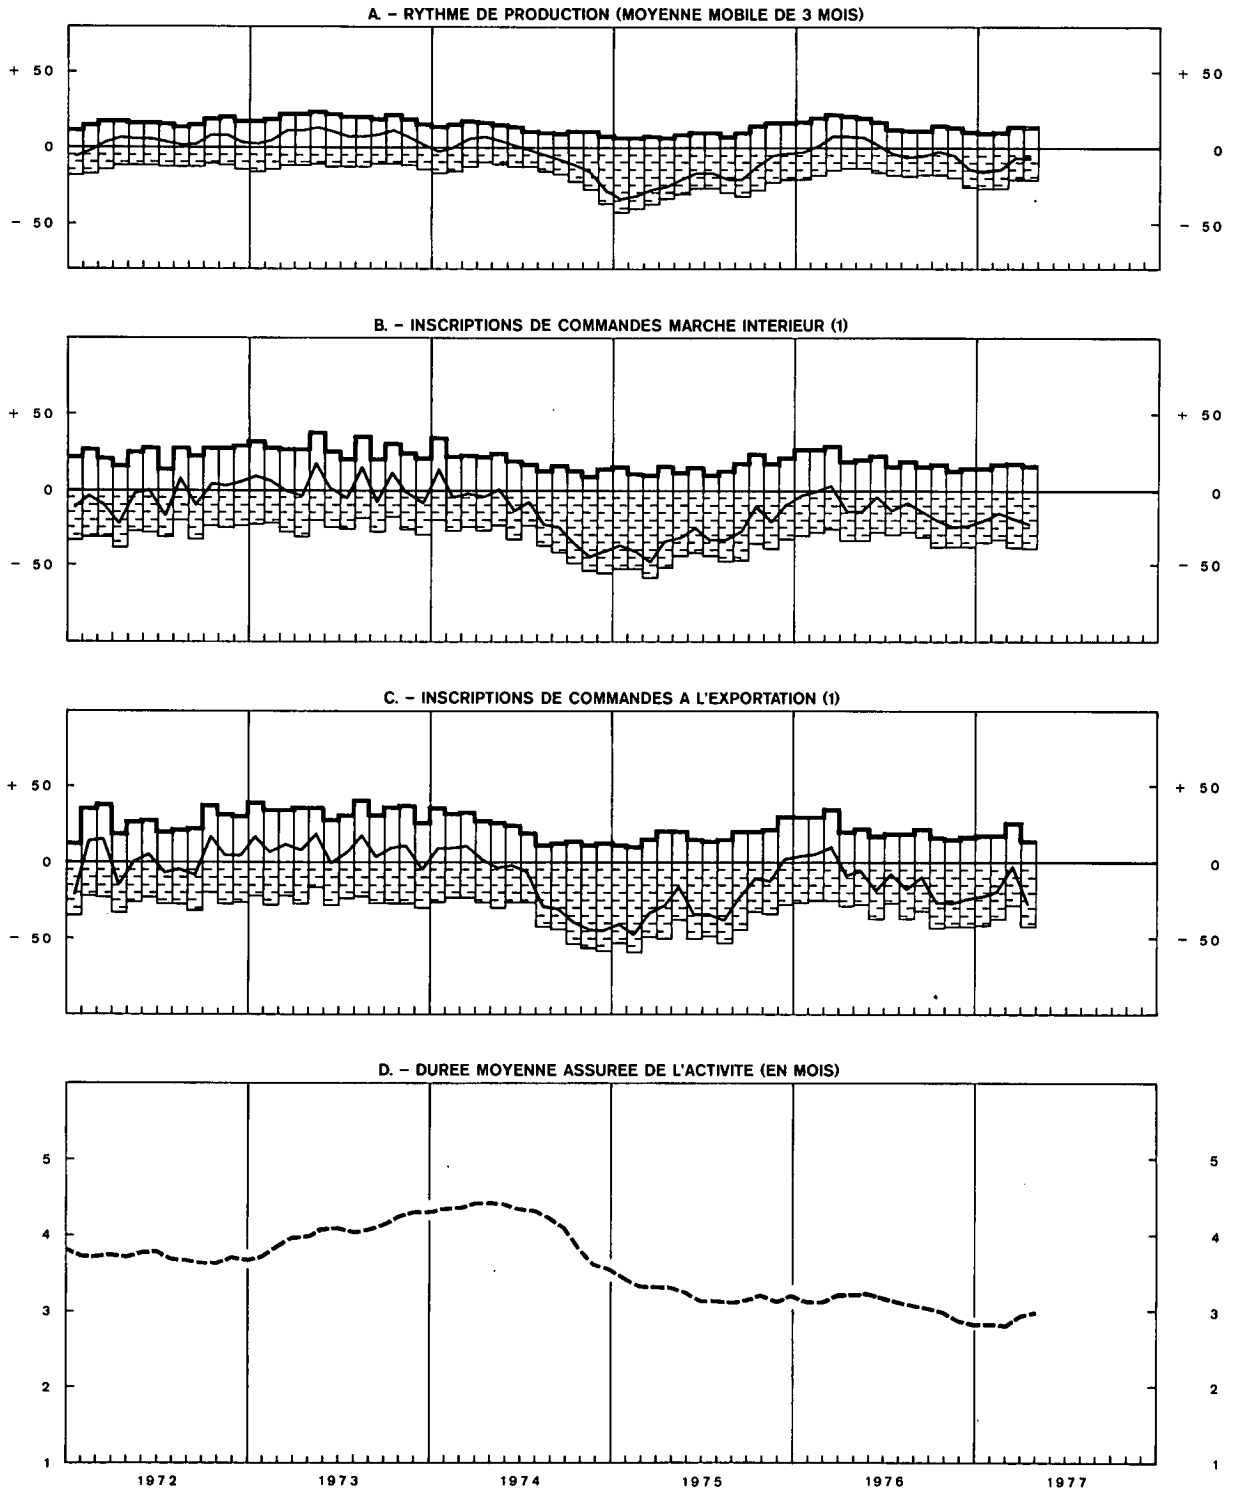 A. – RYTHME DE PRODUCTION (MOYENNE MOBILE DE 3 MOIS)
+ 50 + 50
0 0
– 50 – 50
B. – INSCRIPTIONS DE COMMANDES MARCHE INTERIEUR (1)
+ 50 + 50
0 0
– 50 – 50
C. – INSCRIPTIONS DE COMMANDES A L'EXPORTATION (1)
+ 50 + 50
0 0
– 50 – 50
D. – DUREE MOYENNE ASSUREE DE L'ACTIVITE (EN MOIS)
5 5
4 4
3 3
2 2
1 1
1972 1973 1974 1975 1976 1977